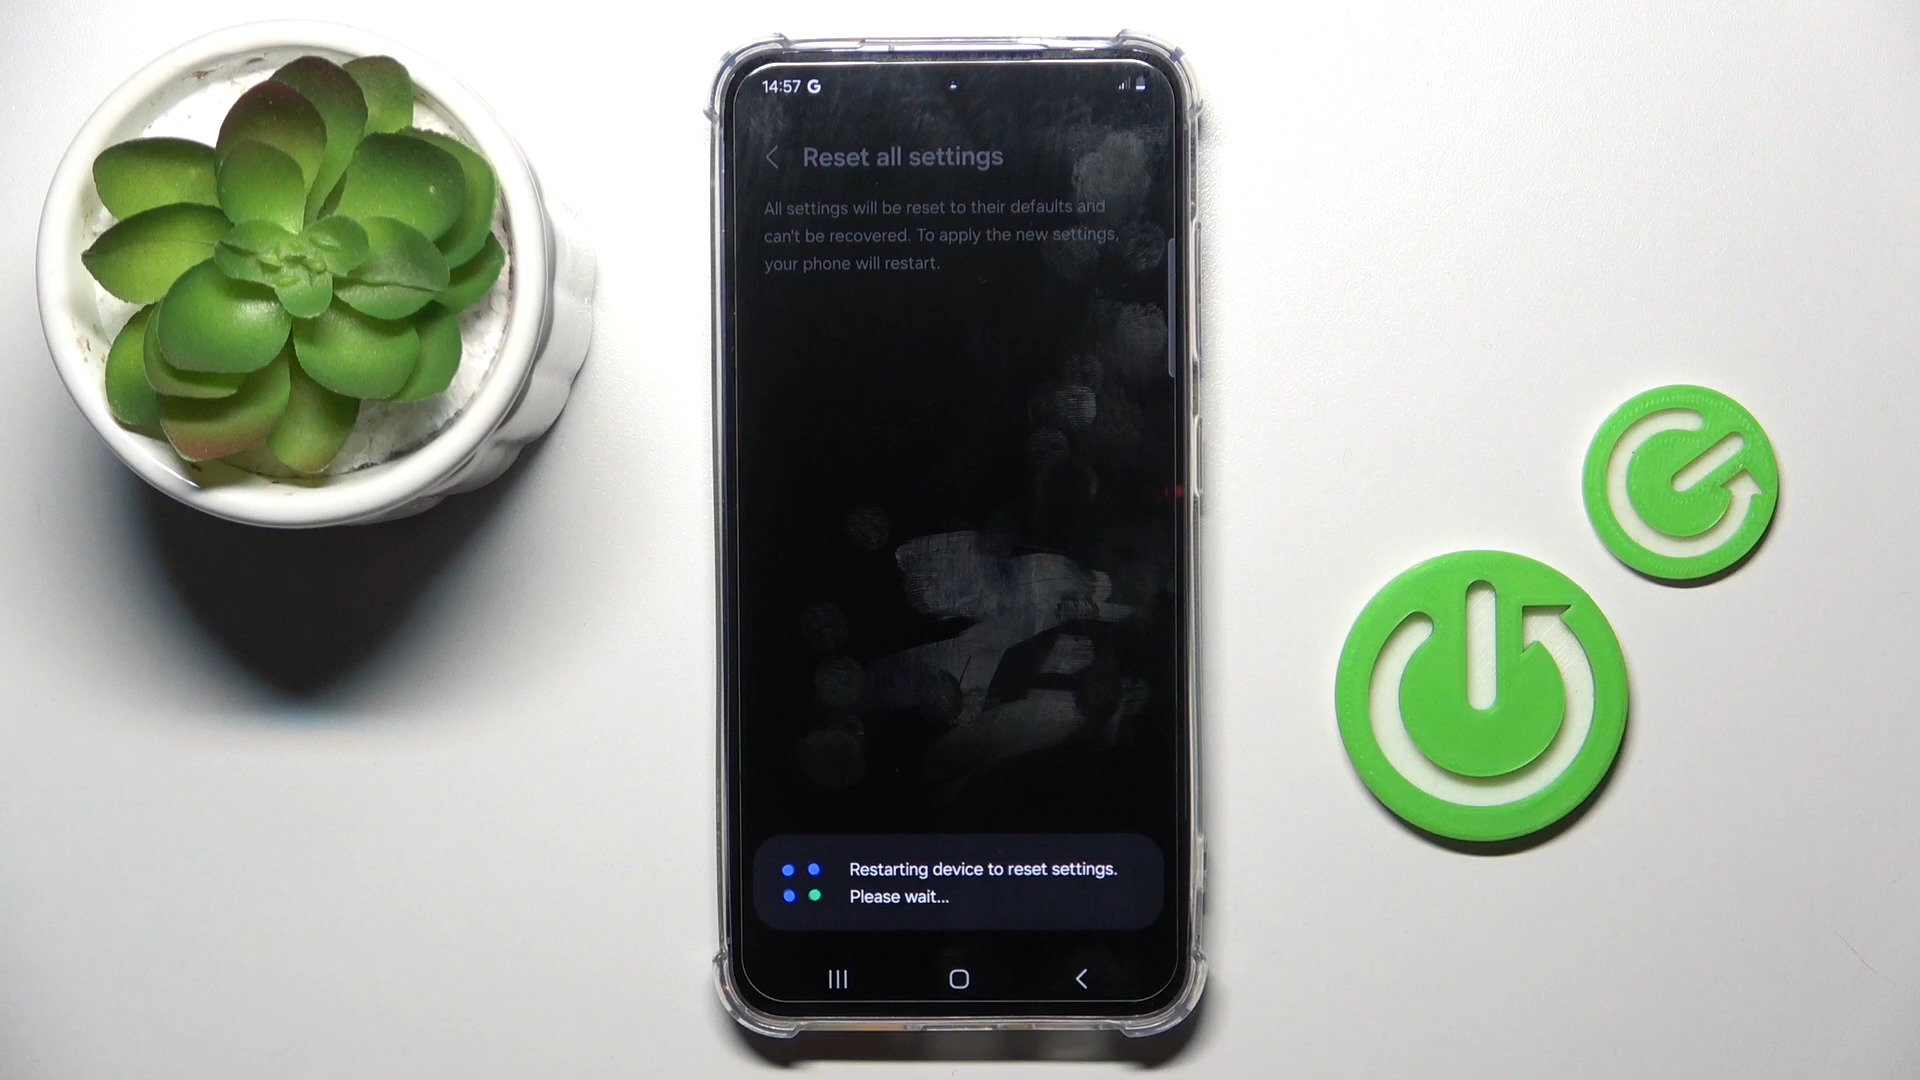 14:57 G
Reset all settings
All settings will be reset to their defaults and
can't be recovered. To apply the new settings,
your phone will restart.
Restarting device to reset settings.
Please wait...